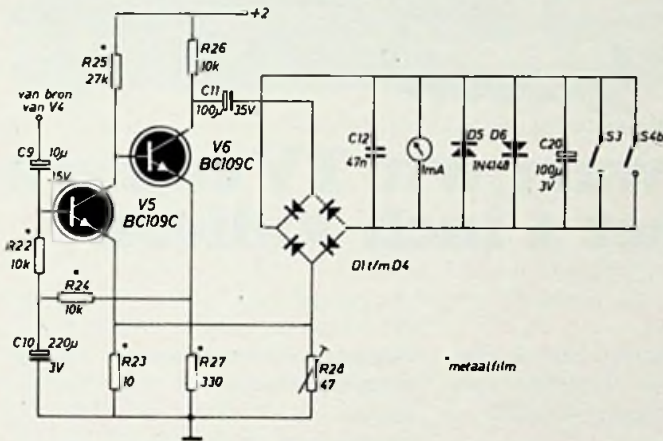 +2
R26
10k
*
R25
27k
C11
100µ
35V
van bron
van V4
C9
10µ
15V
V6
BC109C
V5
BC109C
*
R22
10k
*
R24
10k
C10
220µ
3V
*
R23
10
*
R27
330
R28
47
D1 t/m D4
C12
47n
1mA
D5
D6
1N4148
C20
100µ
3V
S3
S4b
*metaalfilm